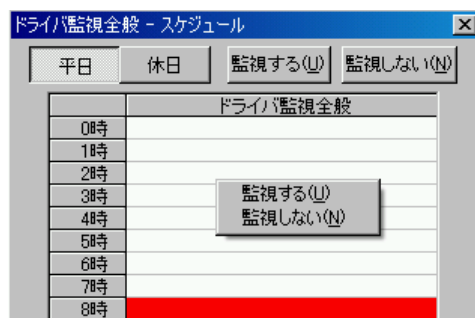 ドライバ監視全般 - スケジュール
平日 休日 監視する(U) 監視しない(N)
ドライバ監視全般
0時
1時
2時
3時
監視する(U)
4時
監視しない(N)
5時
6時
7時
8時